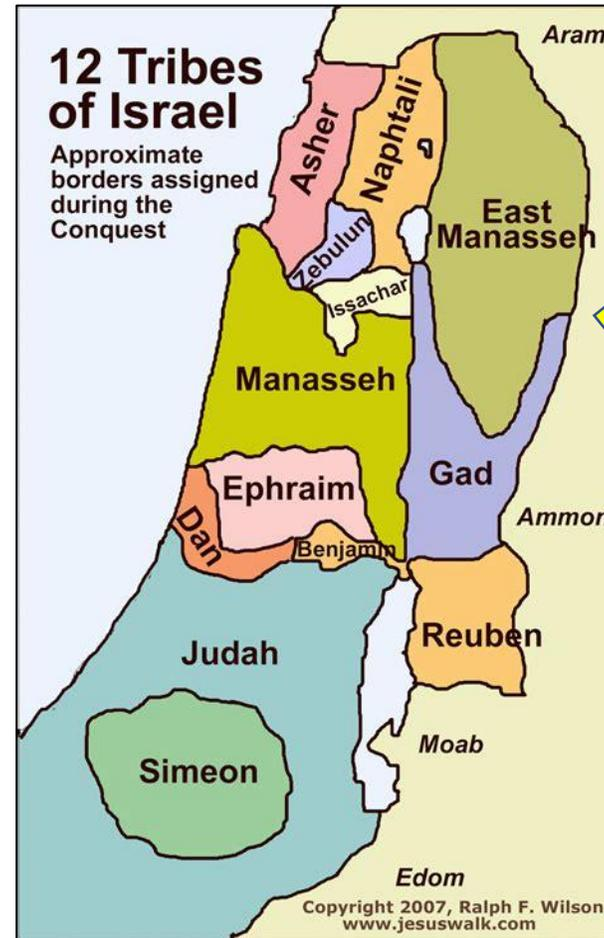 12 Tribes
of Israel
Approximate
borders assigned
during the
Conquest
Aram
Asher
Naphtali
Zebulun
East
Manasseh
Issachar
Manasseh
Gad
Ephraim
Dan
Benjamin
Ammon
Judah
Reuben
Simeon
Moab
Edom
Copyright 2007, Ralph F. Wilson
www.jesuswalk.com